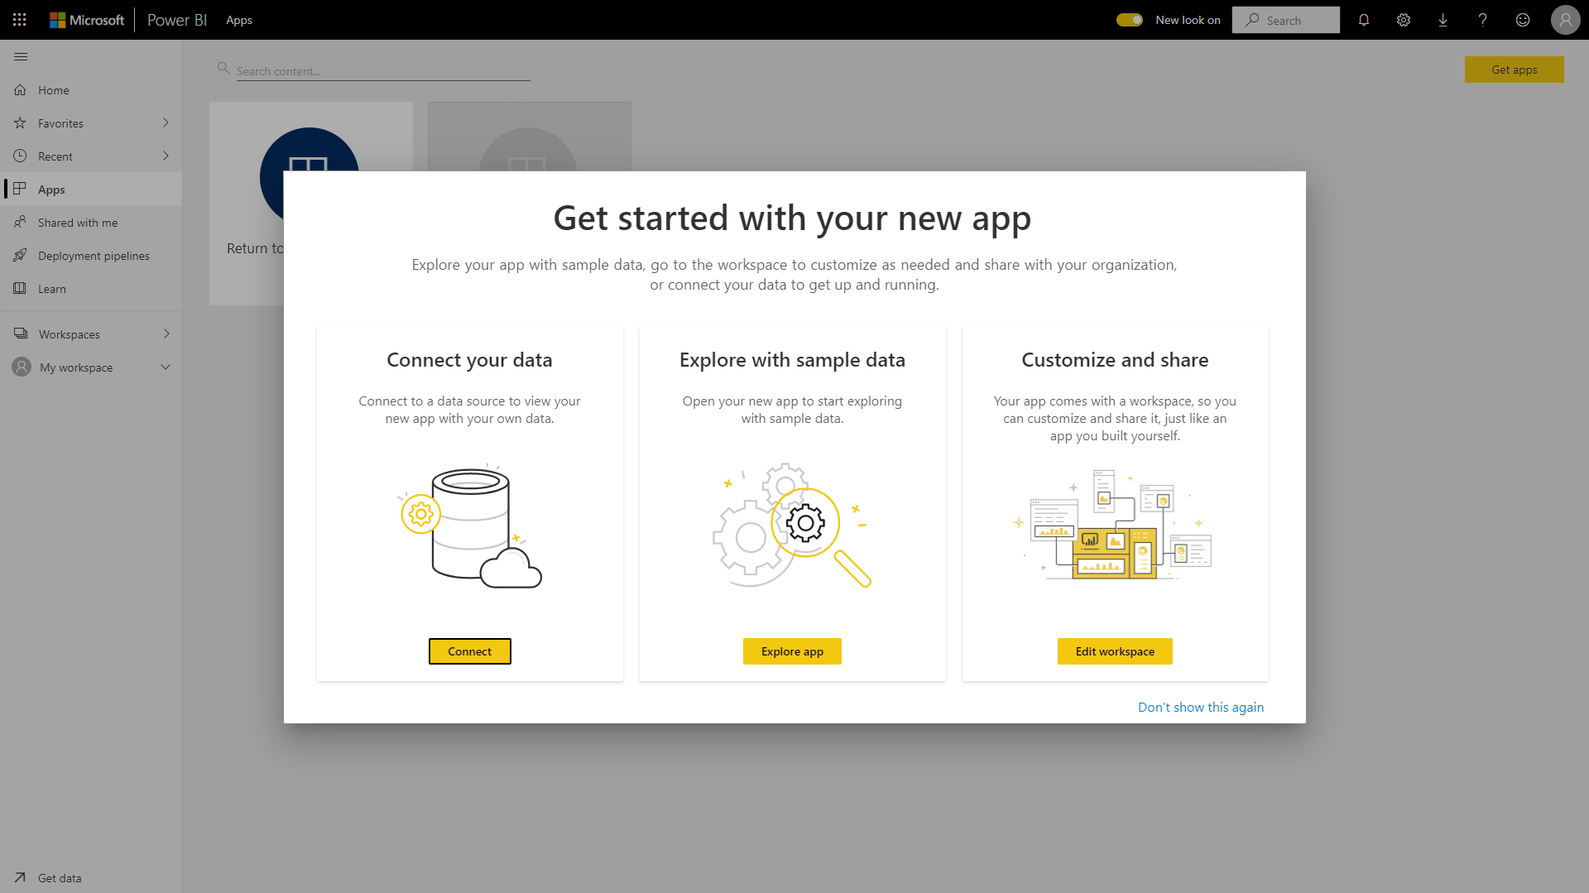 Microsoft
Power BI
Apps
New look on
Search
Search content...
Get apps
Home
Favorites
Recent
Apps
Shared with me
Deployment pipelines
Learn
Workspaces
My workspace
Get data
Return to
Get started with your new app
Explore your app with sample data, go to the workspace to customize as needed and share with your organization,
or connect your data to get up and running.
Connect your data
Connect to a data source to view your
new app with your own data.
Connect
Explore with sample data
Open your new app to start exploring
with sample data.
Explore app
Customize and share
Your app comes with a workspace, so you
can customize and share it, just like an
app you built yourself.
Edit workspace
Don't show this again